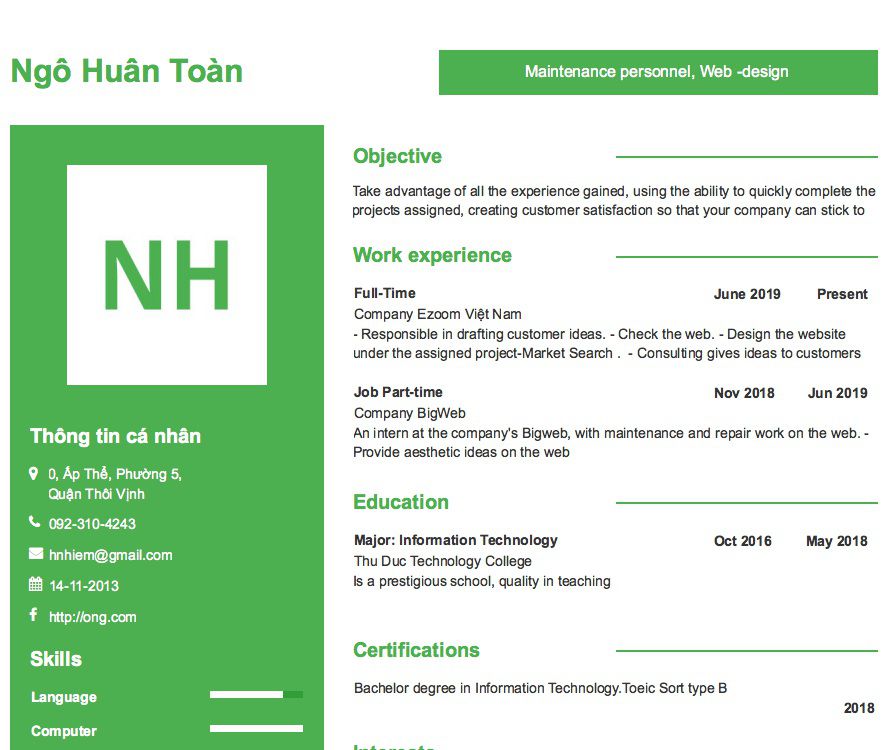 Ngô Huân Toàn
Maintenance personnel, Web -design
NH
Thông tin cá nhân
0, Ấp Thể, Phường 5,
Quận Thôi Vịnh
092-310-4243
hnhiem@gmail.com
14-11-2013
http://ong.com
Skills
Language
Computer
Objective
Take advantage of all the experience gained, using the ability to quickly complete the
projects assigned, creating customer satisfaction so that your company can stick to
Work experience
Full-Time June 2019 Present
Company Ezoom Việt Nam
- Responsible in drafting customer ideas. - Check the web. - Design the website
under the assigned project-Market Search . - Consulting gives ideas to customers
Job Part-time Nov 2018 Jun 2019
Company BigWeb
An intern at the company's Bigweb, with maintenance and repair work on the web. -
Provide aesthetic ideas on the web
Education
Major: Information Technology Oct 2016 May 2018
Thu Duc Technology College
Is a prestigious school, quality in teaching
Certifications
Bachelor degree in Information Technology.Toeic Sort type B
2018